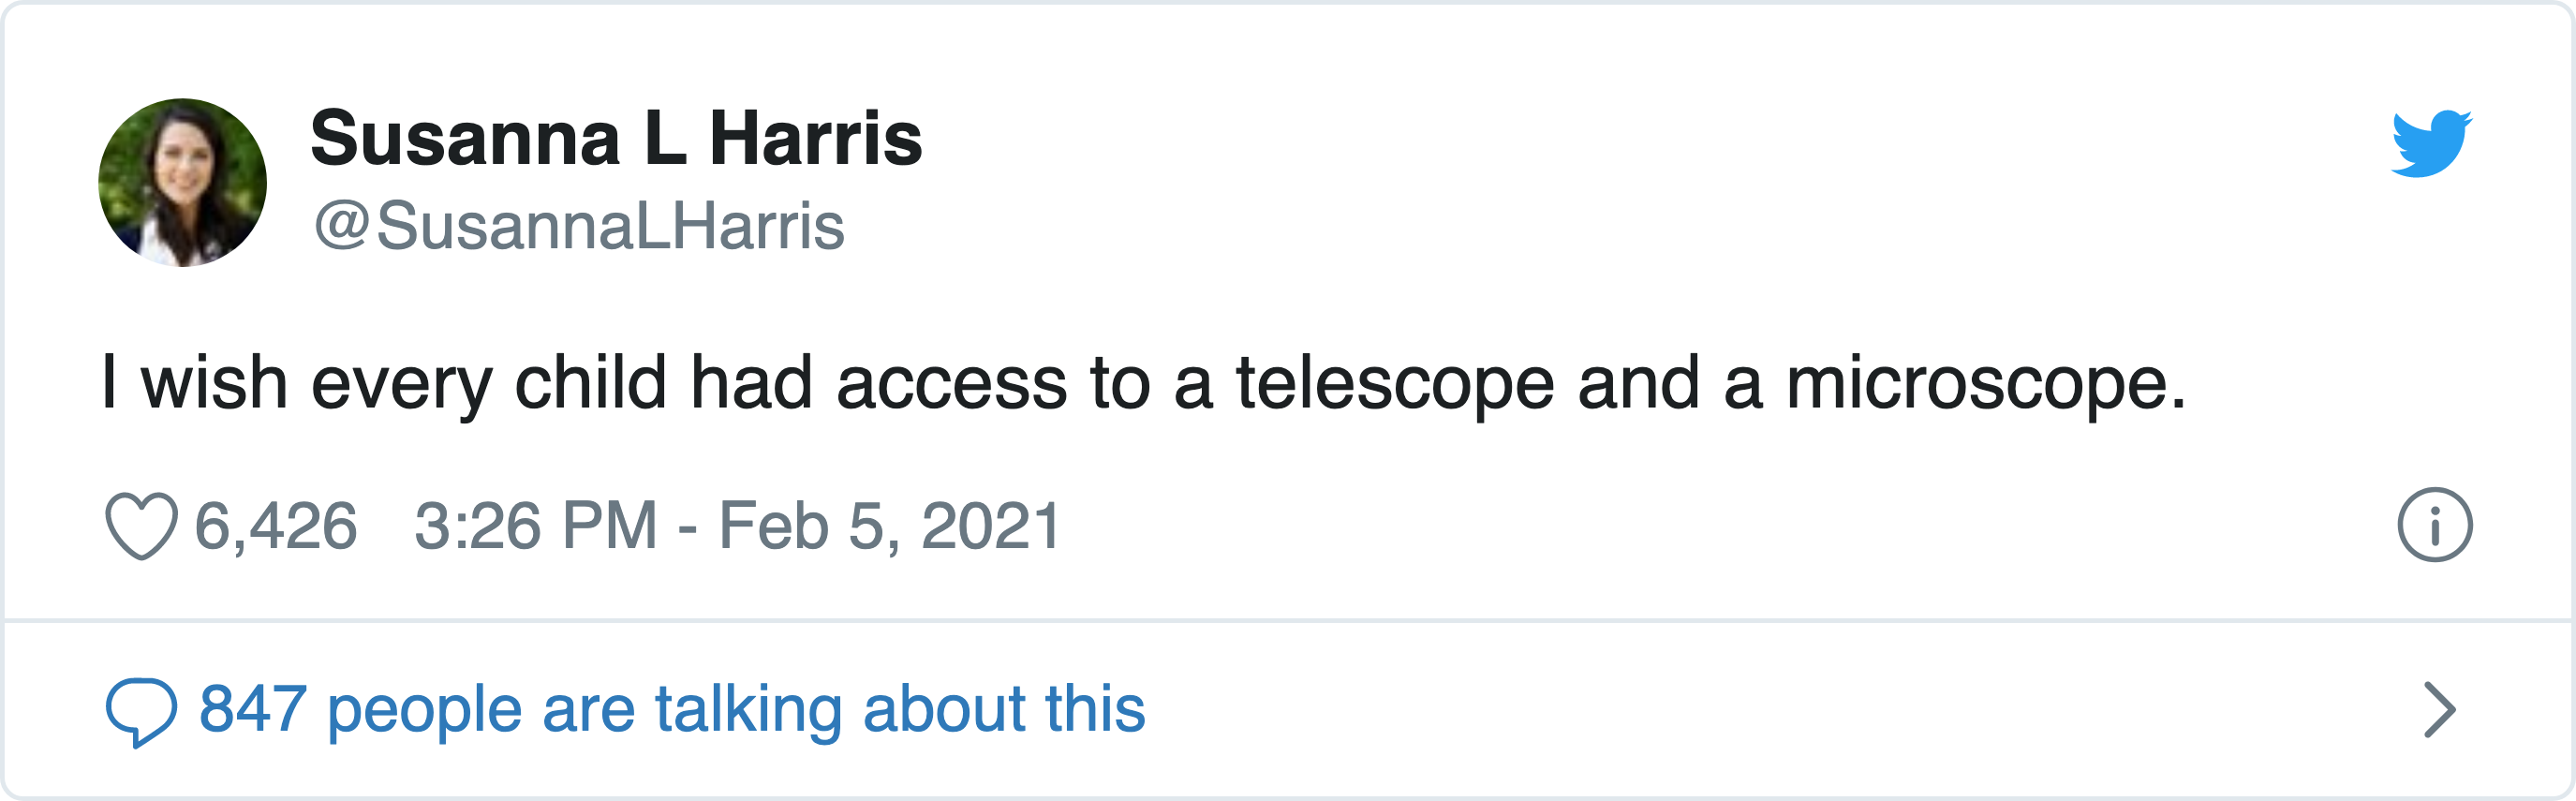 Susanna L Harris
@SusannaLHarris
I wish every child had access to a telescope and a microscope.
6,426 3:26 PM - Feb 5, 2021
847 people are talking about this